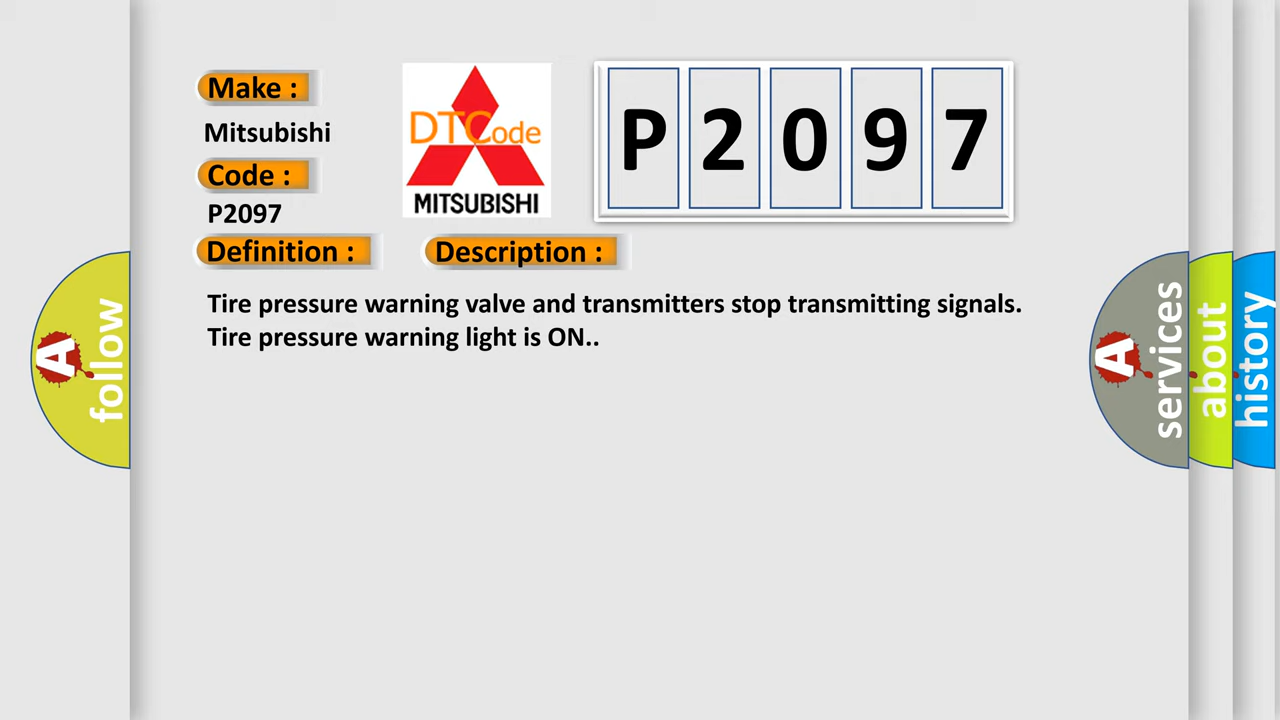 Make :
Mitsubishi
Code :
P2097
Definition :
Description :
Tire pressure warning valve and transmitters stop transmitting signals.
Tire pressure warning light is ON..
DTCode
MITSUBISHI
P 2 0 9 7
A
follow
A
services
about
history